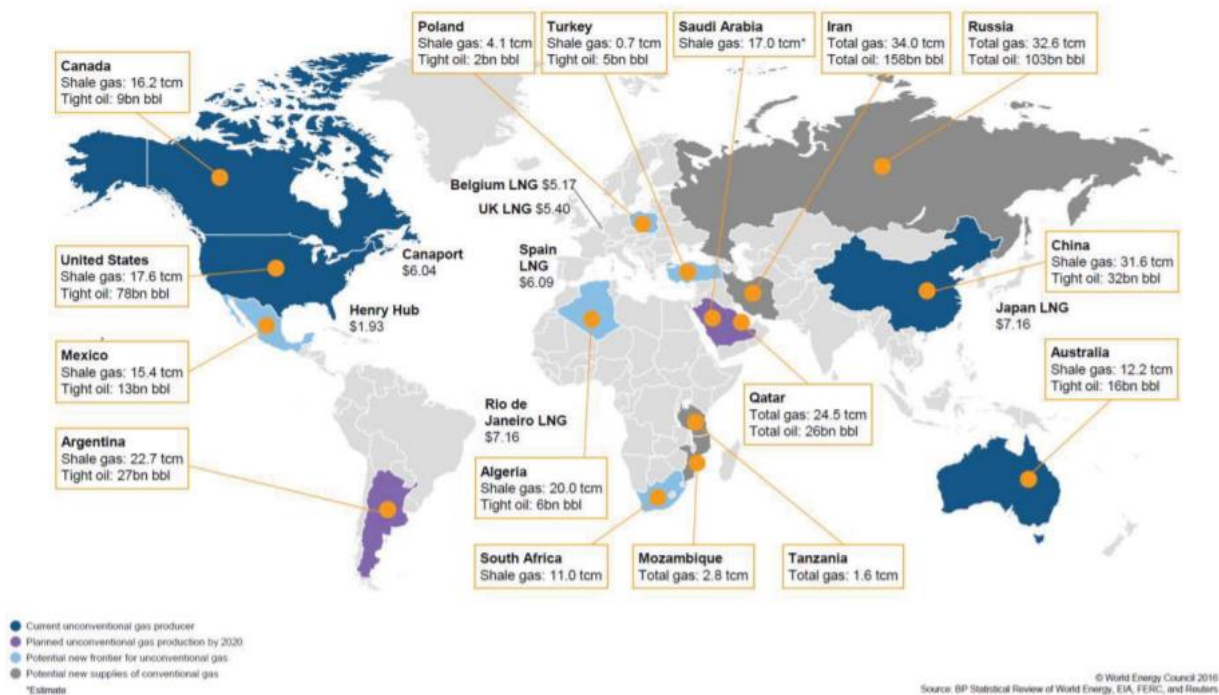 Poland
Shale gas: 4.1 tcm
Tight oil: 2bn bbl
Turkey
Shale gas: 0.7 tcm
Tight oil: 5bn bbl
Saudi Arabia
Shale gas: 17.0 tcm*
Iran
Total gas: 34.0 tcm
Total oil: 158bn bbl
Russia
Total gas: 32.6 tcm
Total oil: 103bn bbl
Canada
Shale gas: 16.2 tcm
Tight oil: 9bn bbl
Belgium LNG $5.17
UK LNG $5.40
United States
Shale gas: 17.6 tcm
Tight oil: 78bn bbl
Canaport
$6.04
Spain
LNG
$6.09
China
Shale gas: 31.6 tcm
Tight oil: 32bn bbl
Henry Hub
$1.93
Japan LNG
$7.16
Mexico
Shale gas: 15.4 tcm
Tight oil: 13bn bbl
Australia
Shale gas: 12.2 tcm
Tight oil: 16bn bbl
Rio de
Janeiro LNG
$7.16
Qatar
Total gas: 24.5 tcm
Total oil: 26bn bbl
Argentina
Shale gas: 22.7 tcm
Tight oil: 27bn bbl
Algeria
Shale gas: 20.0 tcm
Tight oil: 6bn bbl
South Africa
Shale gas: 11.0 tcm
Mozambique
Total gas: 2.8 tcm
Tanzania
Total gas: 1.6 tcm
Current unconventional gas producer
Planned unconventional gas production by 2020
Potential new frontier for unconventional gas
Potential new supplies of conventional gas
*Estimate
© World Energy Council 2016
Source: BP Statistical Review of World Energy, EIA, FERC, and Reuters